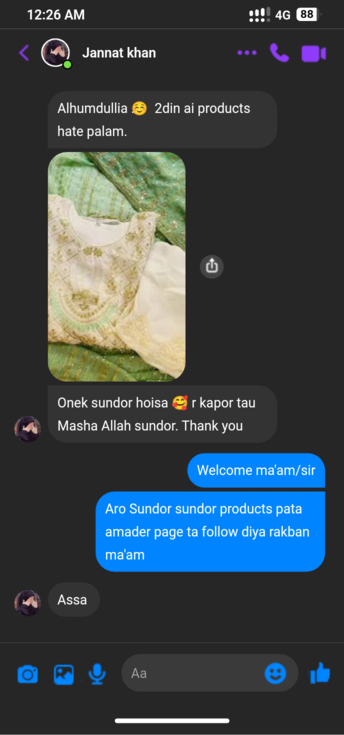 12:26 AM
4G 88
Jannat khan
Alhumdullia ☺️ 2din ai products
hate palam.
Onek sundor hoisa 🥰 r kapor tau
Masha Allah sundor. Thank you
Welcome ma'am/sir
Aro Sundor sundor products pata
amader page ta follow diya rakban
ma'am
Assa
Aa